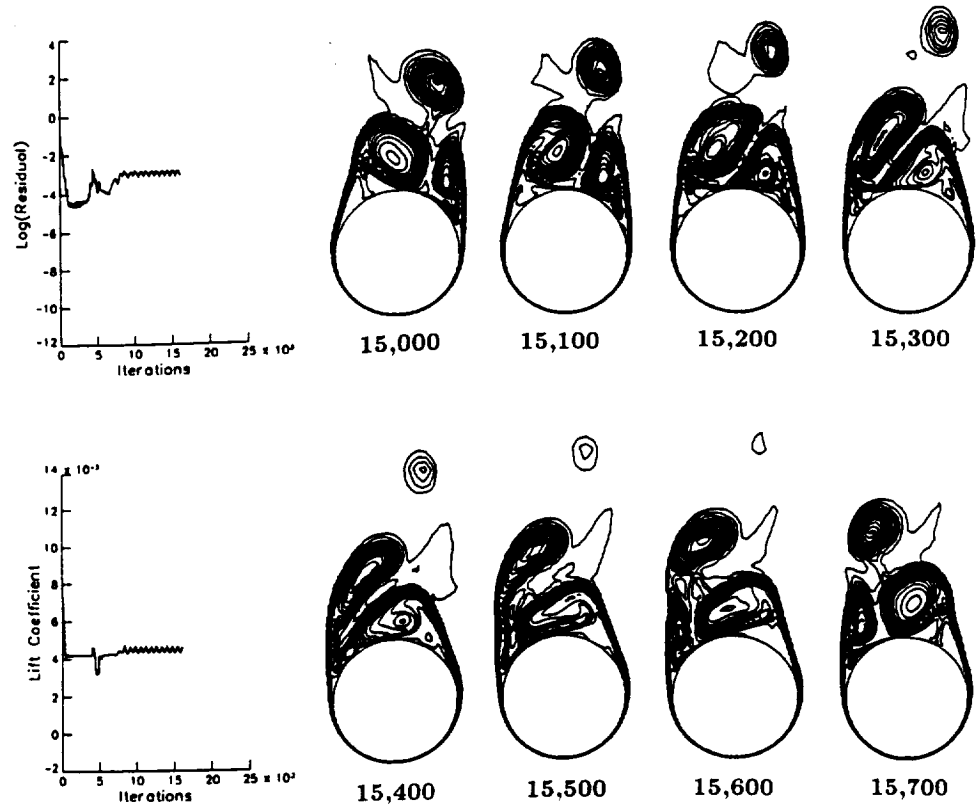 4
2
0
-2
-4
-6
-8
-10
-12
Log(Residual)
0 5 10 15 20 25 x 10³
Iterations
15,000 15,100 15,200 15,300
14 x 10⁻³
12
10
8
6
4
2
0
-2
Lift Coefficient
0 5 10 15 20 25 x 10³
Iterations
15,400 15,500 15,600 15,700